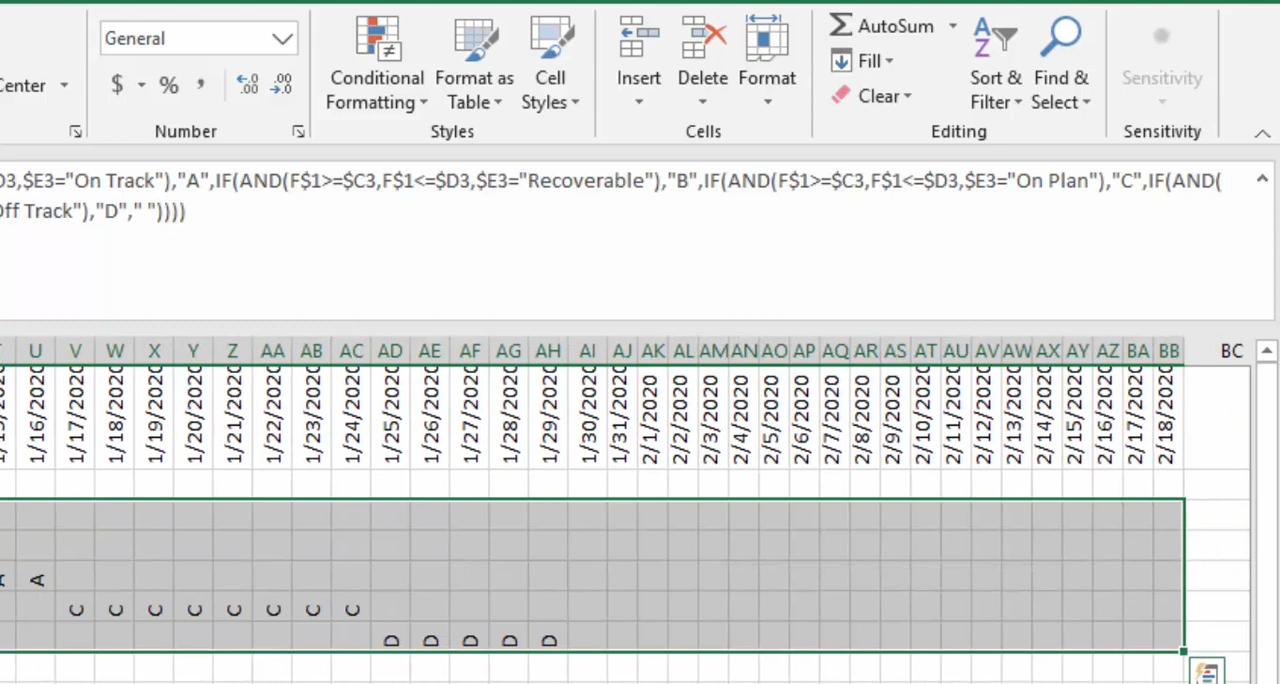 General
Center
$ % , .00 .00
Conditional Formatting
Format as Table
Cell Styles
Insert
Delete
Format
AutoSum
Fill
Clear
Sort & Filter
Find & Select
Sensitivity
Number
Styles
Cells
Editing
Sensitivity
D3,$E3="On Track"),"A",IF(AND(F$1>=$C3,F$1<=$D3,$E3="Recoverable"),"B",IF(AND(F$1>=$C3,F$1<=$D3,$E3="On Plan"),"C",IF(AND(
Off Track"),"D"," "))))
U V W X Y Z AA AB AC AD AE AF AG AH AI AJ AK AL AM AN AO AP AQ AR AS AT AU AV AW AX AY AZ BA BB BC
1/16/2020 1/17/2020 1/18/2020 1/19/2020 1/20/2020 1/21/2020 1/22/2020 1/23/2020 1/24/2020 1/25/2020 1/26/2020 1/27/2020 1/28/2020 1/29/2020 1/30/2020 1/31/2020 2/1/2020 2/2/2020 2/3/2020 2/4/2020 2/5/2020 2/6/2020 2/7/2020 2/8/2020 2/9/2020 2/10/2020 2/11/2020 2/12/2020 2/13/2020 2/14/2020 2/15/2020 2/16/2020 2/17/2020 2/18/2020
A A
C C C C C C C C
D D D D D